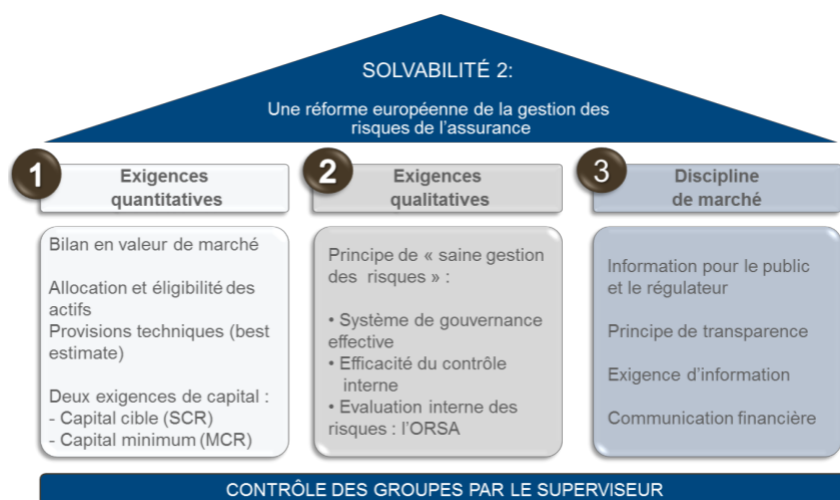 SOLVABILITÉ 2:
Une réforme européenne de la gestion des
risques de l'assurance
1
Exigences
quantitatives
Bilan en valeur de marché
Allocation et éligibilité des
actifs
Provisions techniques (best
estimate)
Deux exigences de capital :
- Capital cible (SCR)
- Capital minimum (MCR)
2
Exigences
qualitatives
Principe de « saine gestion
des risques » :
• Système de gouvernance
effective
• Efficacité du contrôle
interne
• Evaluation interne des
risques : l'ORSA
3
Discipline
de marché
Information pour le public
et le régulateur
Principe de transparence
Exigence d'information
Communication financière
CONTRÔLE DES GROUPES PAR LE SUPERVISEUR